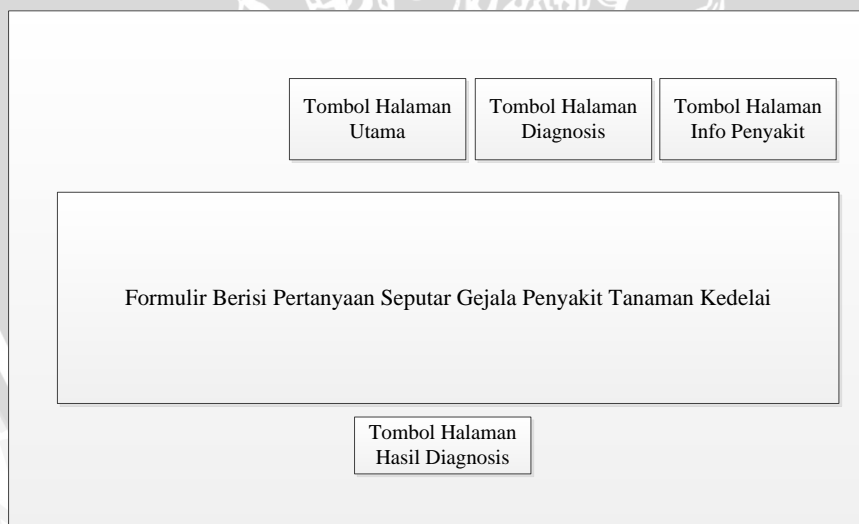 Tombol Halaman
Utama
Tombol Halaman
Diagnosis
Tombol Halaman
Info Penyakit
Formulir Berisi Pertanyaan Seputar Gejala Penyakit Tanaman Kedelai
Tombol Halaman
Hasil Diagnosis